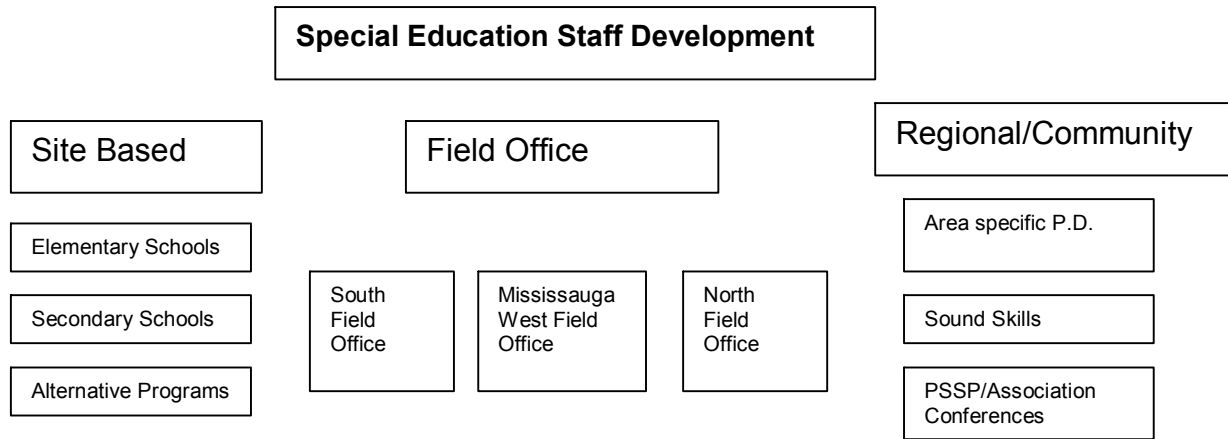 Special Education Staff Development
Site Based
Field Office
Regional/Community
Elementary Schools
Secondary Schools
Alternative Programs
South
Field
Office
Mississauga
West Field
Office
North
Field
Office
Area specific P.D.
Sound Skills
PSSP/Association
Conferences